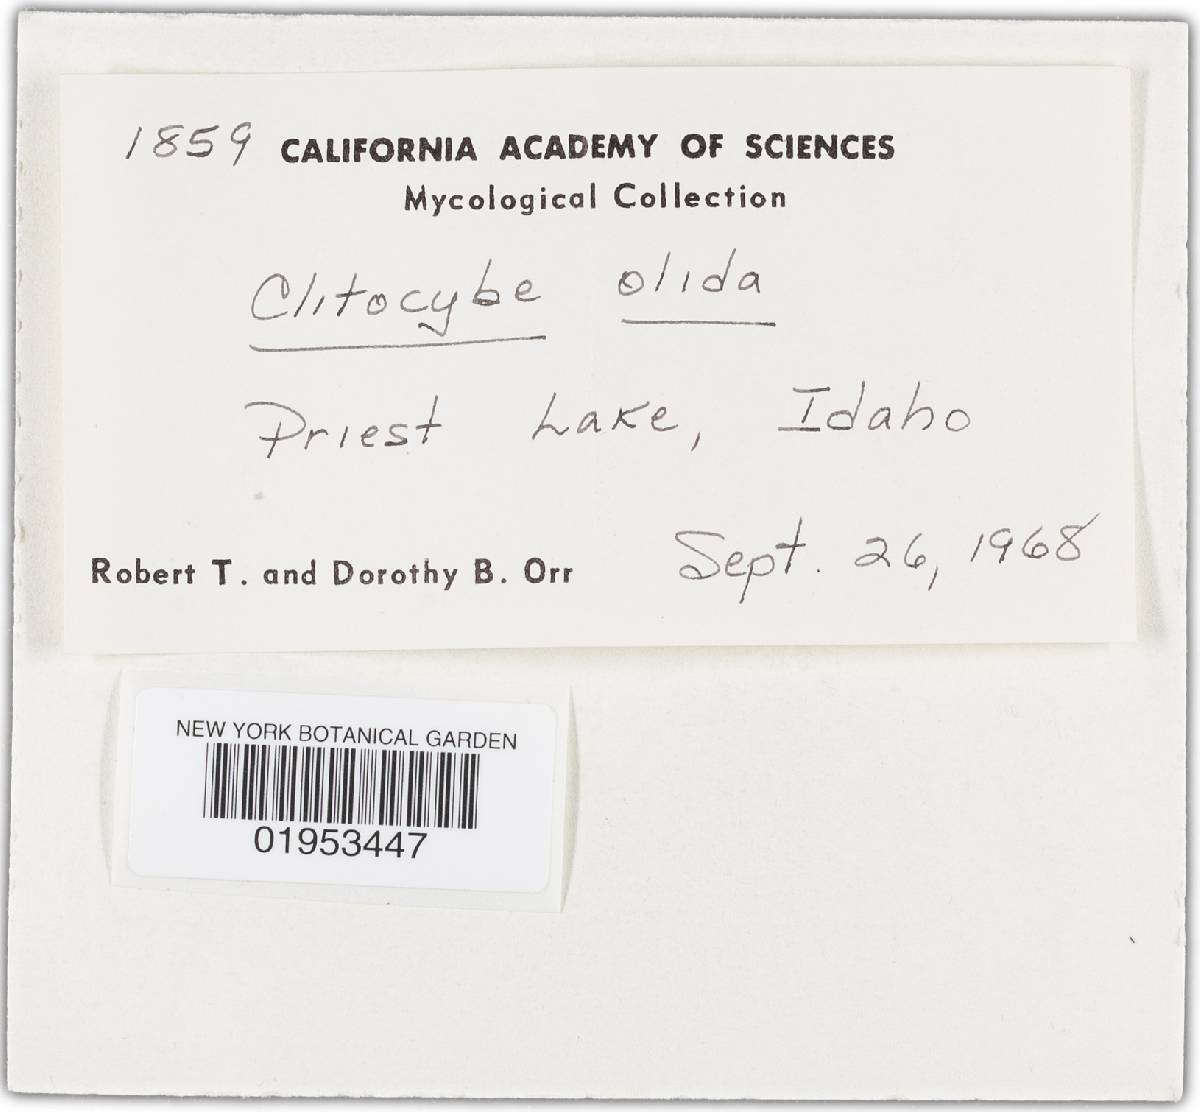 1859 CALIFORNIA ACADEMY OF SCIENCES
Mycological Collection
Clitocybe olida
Priest Lake, Idaho
Robert T. and Dorothy B. Orr Sept. 26, 1968
NEW YORK BOTANICAL GARDEN
01953447